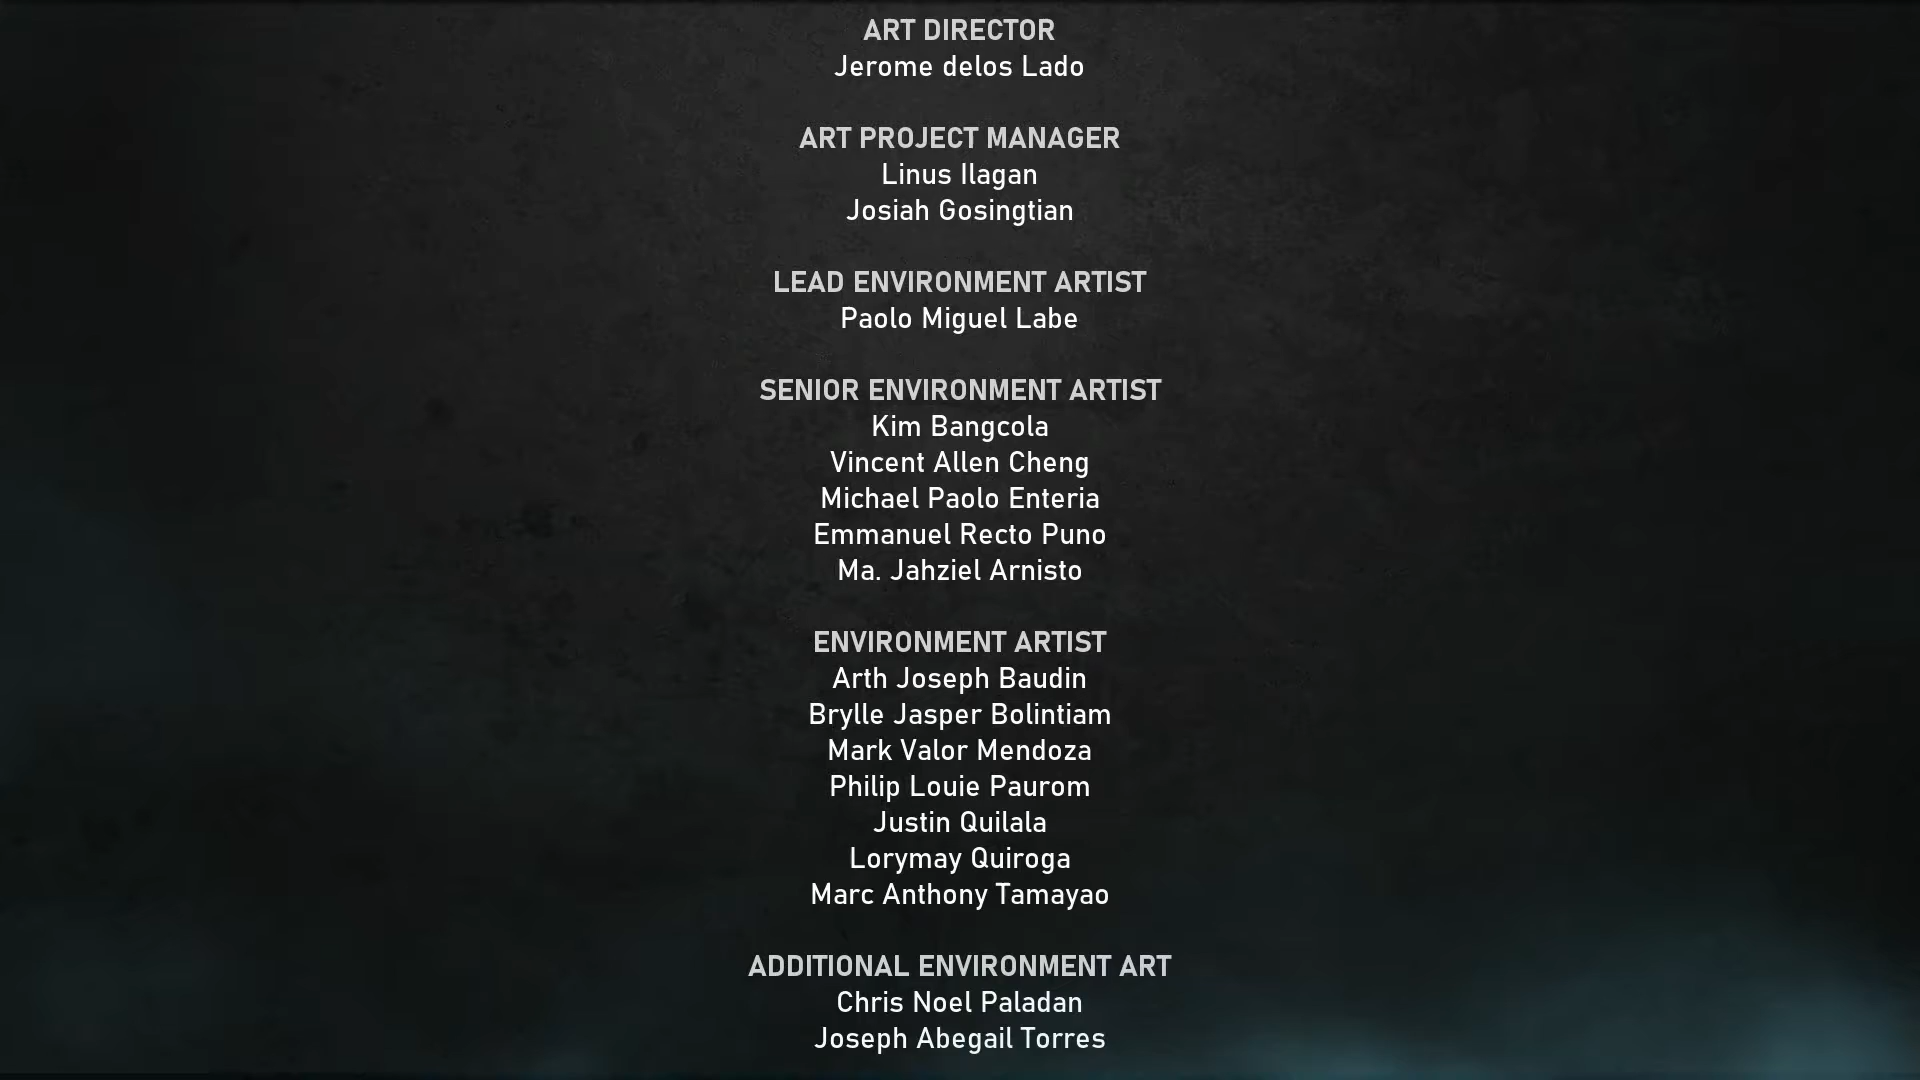 ART DIRECTOR
Jerome delos Lado
ART PROJECT MANAGER
Linus Ilagan
Josiah Gosingtian
LEAD ENVIRONMENT ARTIST
Paolo Miguel Labe
SENIOR ENVIRONMENT ARTIST
Kim Bangcola
Vincent Allen Cheng
Michael Paolo Enteria
Emmanuel Recto Puno
Ma. Jahziel Arnisto
ENVIRONMENT ARTIST
Arth Joseph Baudin
Brylle Jasper Bolintiam
Mark Valor Mendoza
Philip Louie Paurom
Justin Quilala
Lorymay Quiroga
Marc Anthony Tamayao
ADDITIONAL ENVIRONMENT ART
Chris Noel Paladan
Joseph Abegail Torres